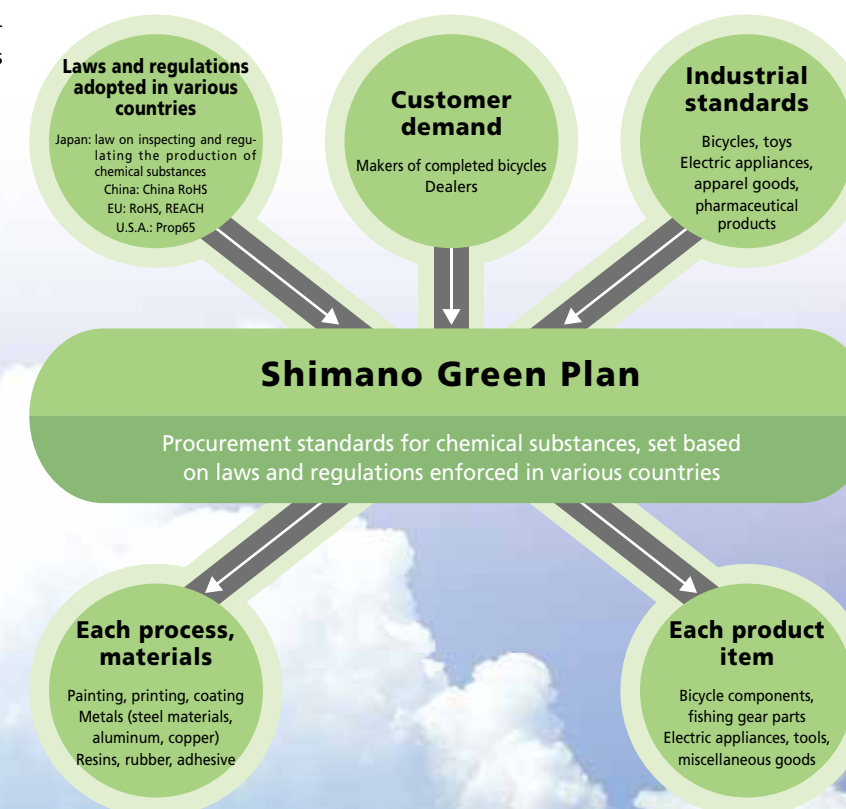 Laws and regulations
adopted in various
countries
Japan: law on inspecting and regu-
lating the production of
chemical substances
China: China RoHS
EU: RoHS, REACH
U.S.A.: Prop65
Customer
demand
Makers of completed bicycles
Dealers
Industrial
standards
Bicycles, toys
Electric appliances,
apparel goods,
pharmaceutical
products
Shimano Green Plan
Procurement standards for chemical substances, set based
on laws and regulations enforced in various countries
Each process,
materials
Painting, printing, coating
Metals (steel materials,
aluminum, copper)
Resins, rubber, adhesive
Each product
item
Bicycle components,
fishing gear parts
Electric appliances, tools,
miscellaneous goods